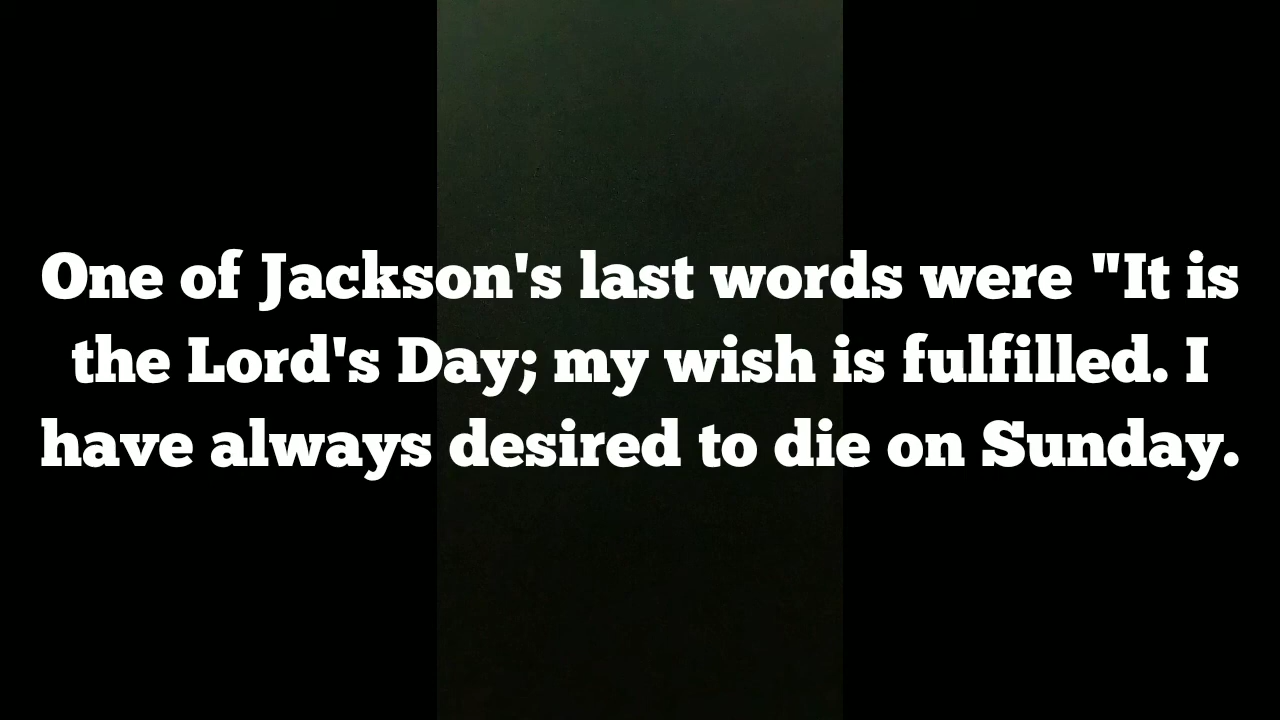 One of Jackson's last words were "It is
the Lord's Day; my wish is fulfilled. I
have always desired to die on Sunday.